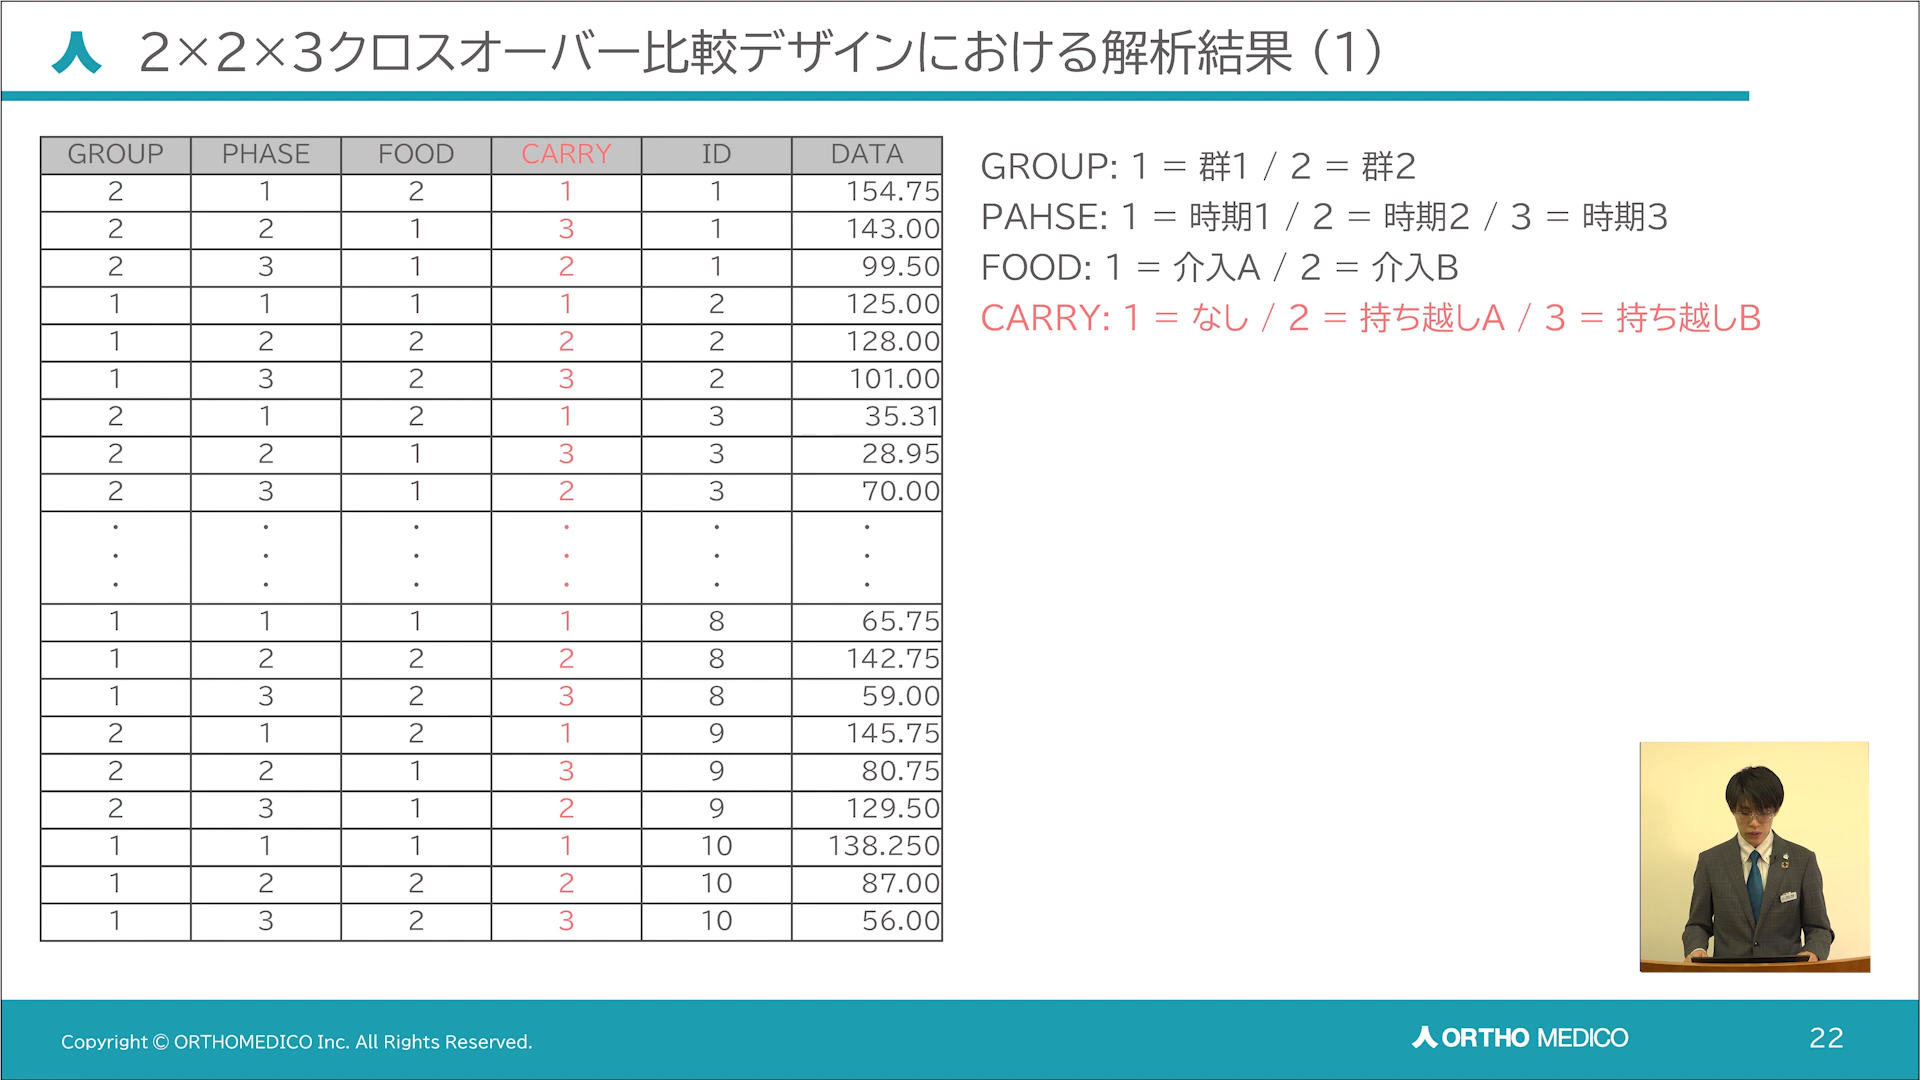 2×2×3クロスオーバー比較デザインにおける解析結果 (1)
GROUP PHASE FOOD CARRY ID DATA
2 1 2 1 1 154.75
2 2 1 3 1 143.00
2 3 1 2 1 99.50
1 1 1 1 2 125.00
1 2 2 2 2 128.00
1 3 2 3 2 101.00
2 1 2 1 3 35.31
2 2 1 3 3 28.95
2 3 1 2 3 70.00
・ ・ ・ ・ ・ ・
・ ・ ・ ・ ・ ・
・ ・ ・ ・ ・ ・
1 1 1 1 8 65.75
1 2 2 2 8 142.75
1 3 2 3 8 59.00
2 1 2 1 9 145.75
2 2 1 3 9 80.75
2 3 1 2 9 129.50
1 1 1 1 10 138.250
1 2 2 2 10 87.00
1 3 2 3 10 56.00
GROUP: 1 = 群1 / 2 = 群2
PAHSE: 1 = 時期1 / 2 = 時期2 / 3 = 時期3
FOOD: 1 = 介入A / 2 = 介入B
CARRY: 1 = なし / 2 = 持ち越しA / 3 = 持ち越しB
Copyright © ORTHOMEDICO Inc. All Rights Reserved.
ORTHO MEDICO
22